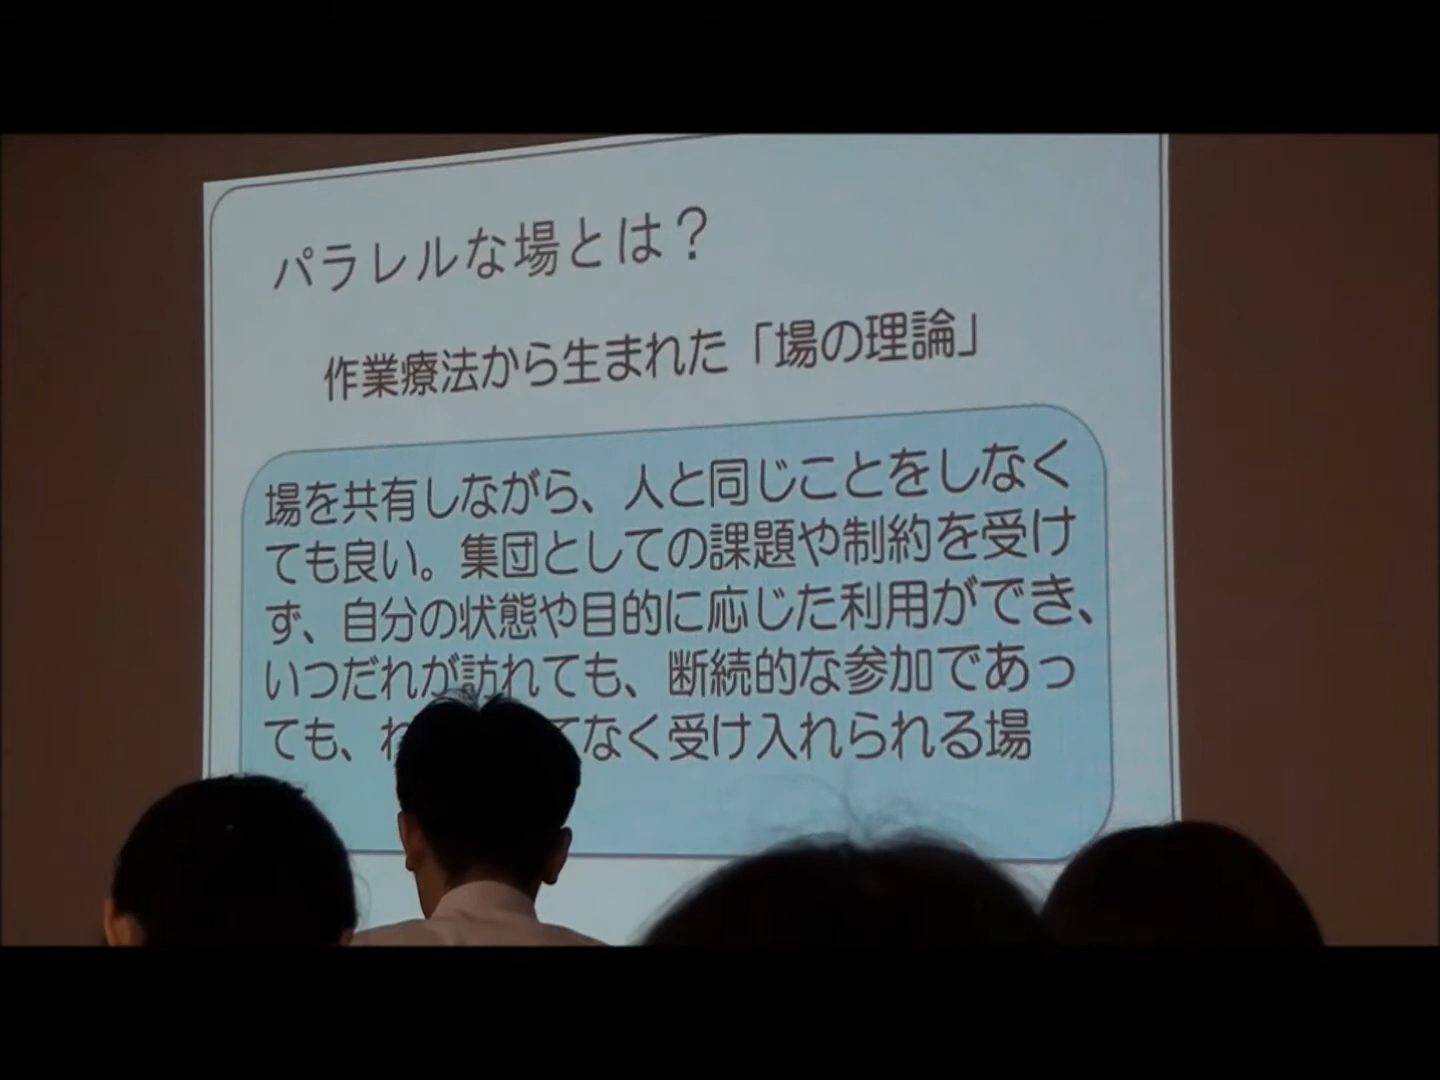 パラレルな場とは？
作業療法から生まれた「場の理論」
場を共有しながら、人と同じことをしなく
ても良い。集団としての課題や制約を受け
ず、自分の状態や目的に応じた利用ができ、
いつだれが訪れても、断続的な参加であっ
ても、わ てなく受け入れられる場